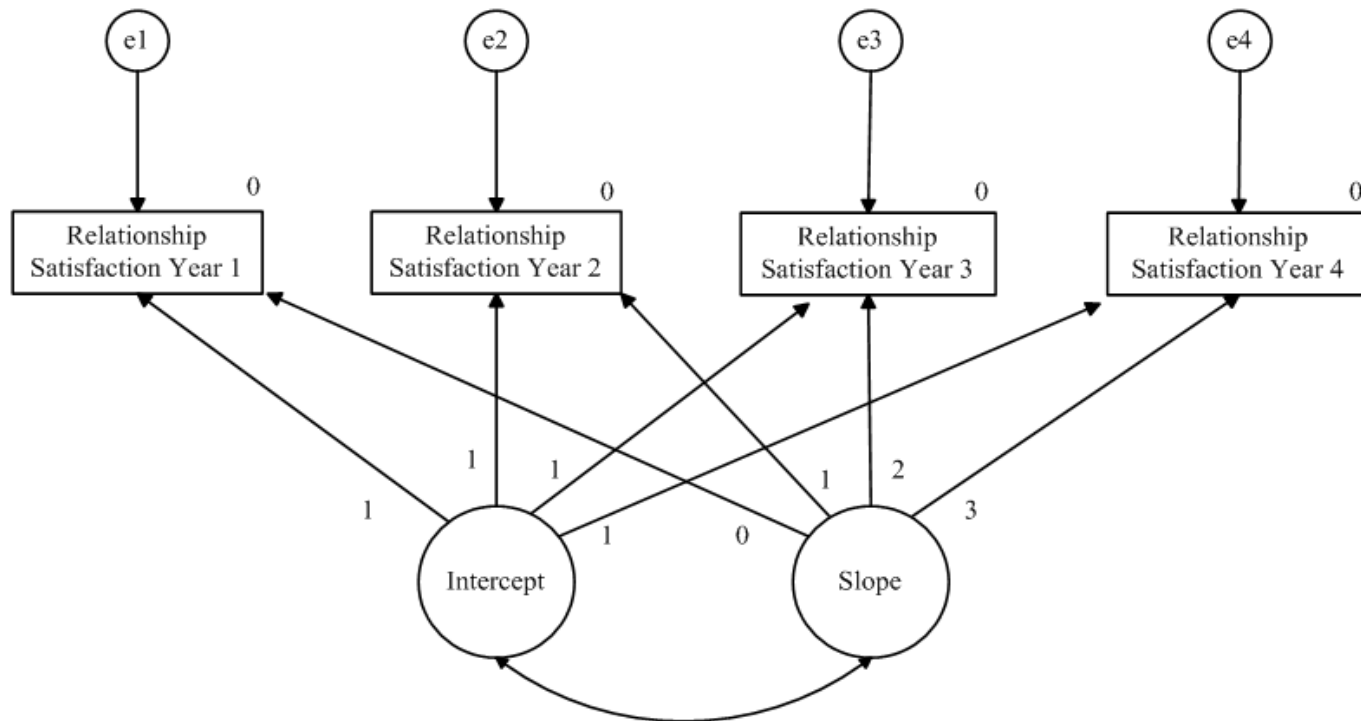 e1
e2
e3
e4
0
0
0
0
Relationship
Satisfaction Year 1
Relationship
Satisfaction Year 2
Relationship
Satisfaction Year 3
Relationship
Satisfaction Year 4
1
1
1
1
0
1
2
3
Intercept
Slope